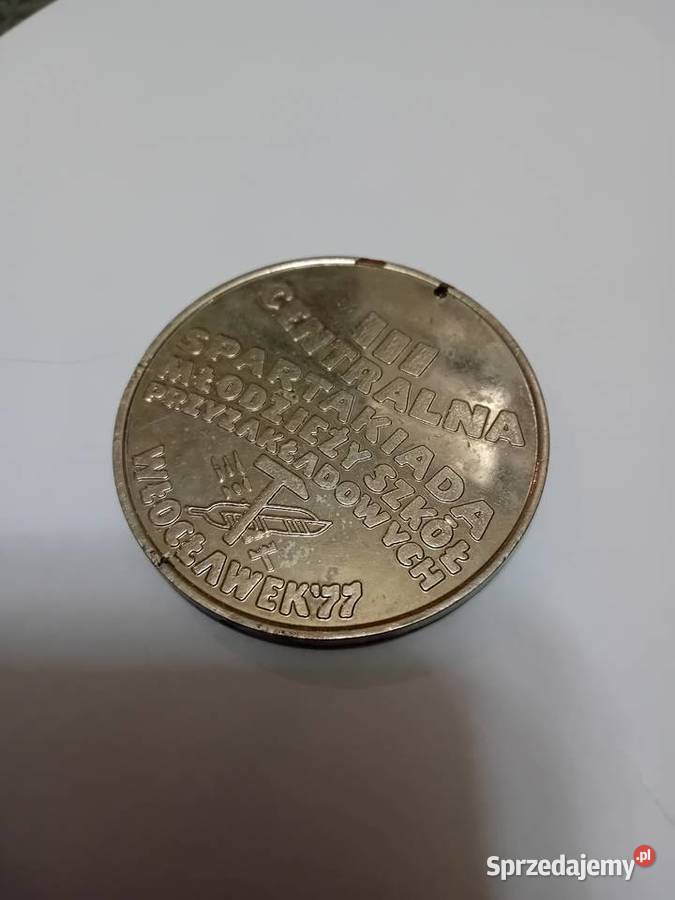 III
CENTRALNA
SPARTAKIADA
MŁODZIEŻY SZKÓŁ
PRZYZAKŁADOWYCH
WŁOCŁAWEK'77
Sprzedajemy.pl